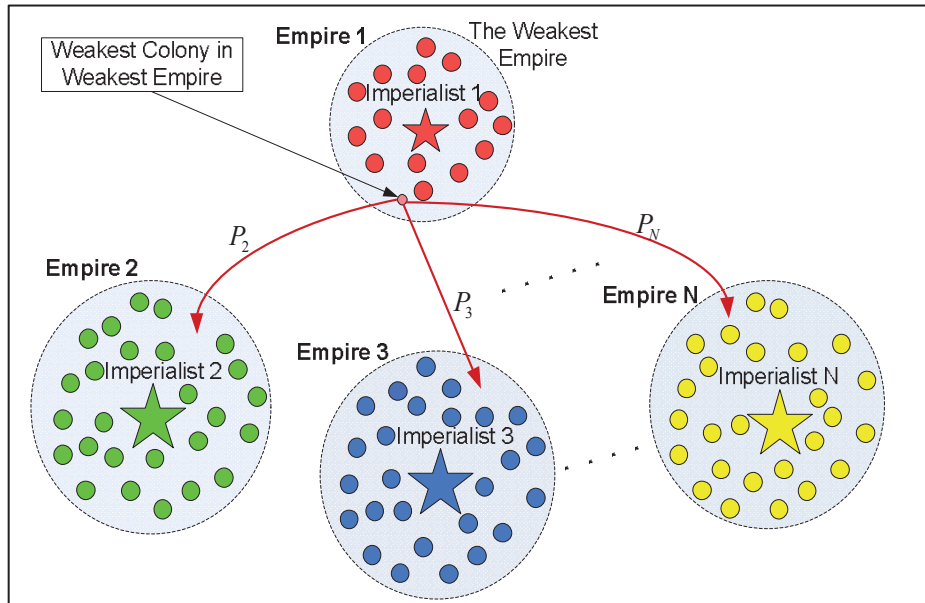 Weakest Colony in
Weakest Empire
Empire 1
The Weakest
Empire
Imperialist 1
P2
P3
PN
Empire 2
Imperialist 2
Empire 3
Imperialist 3
Empire N
Imperialist N